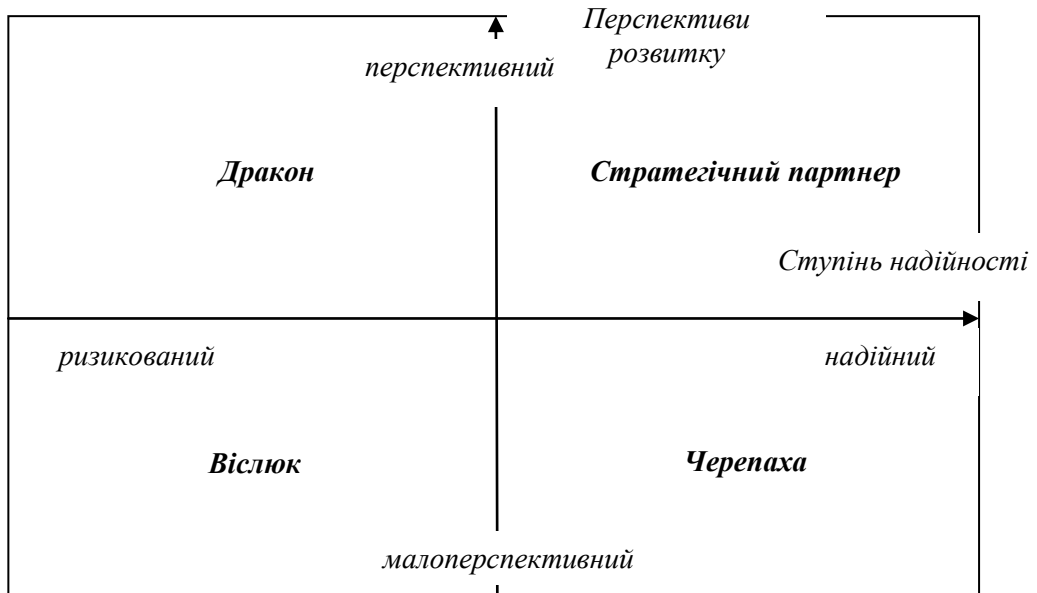 Перспективи
розвитку
перспективний
Дракон
Стратегічний партнер
Ступінь надійності
ризикований
надійний
Віслюк
Черепаха
малоперспективний